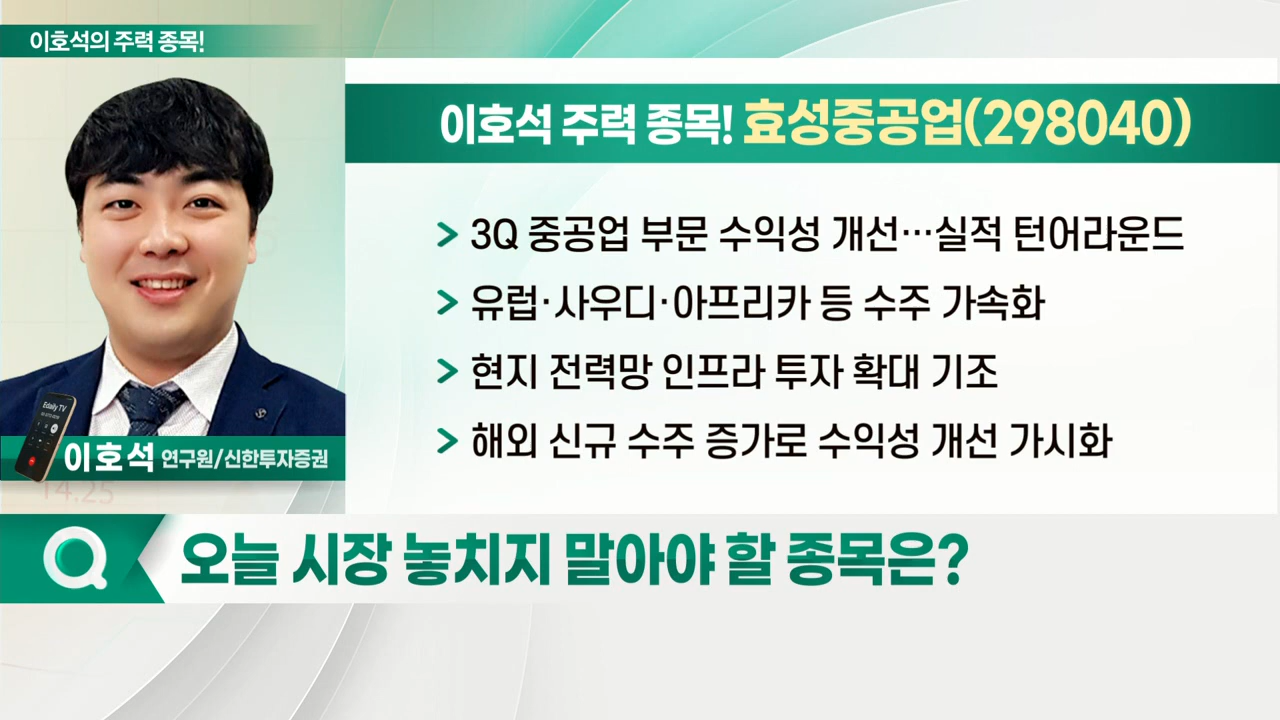 이호석의 주력 종목!
이호석 주력 종목! 효성중공업(298040)
> 3Q 중공업 부문 수익성 개선…실적 턴어라운드
> 유럽·사우디·아프리카 등 수주 가속화
> 현지 전력망 인프라 투자 확대 기조
> 해외 신규 수주 증가로 수익성 개선 가시화
Edaily TV
이호석 연구원/신한투자증권
14.25
Q 오늘 시장 놓치지 말아야 할 종목은?